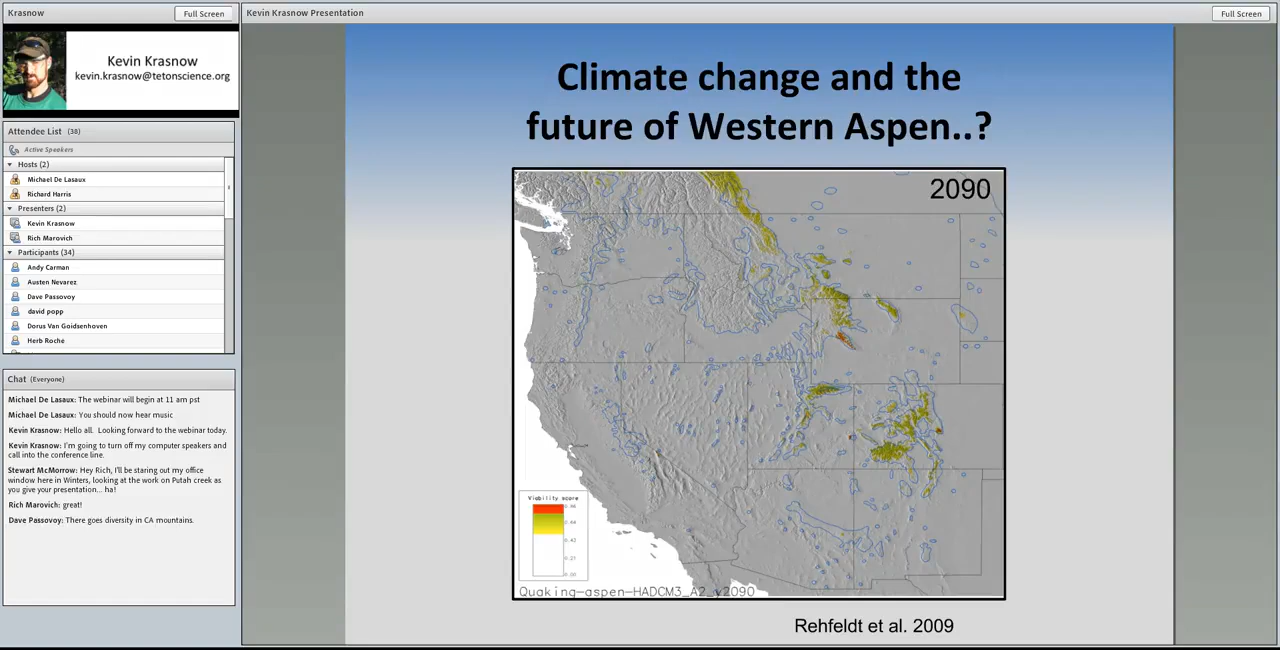 Krasnow
Full Screen
Kevin Krasnow
kevin.krasnow@tetonscience.org
Attendee List (38)
Active Speakers
Hosts (2)
Michael De Lasaux
Richard Harris
Presenters (2)
Kevin Krasnow
Rich Marovich
Participants (34)
Andy Carman
Austen Nevarez
Dave Passovoy
david popp
Dorus Van Goidsenhoven
Herb Roche
Chat (Everyone)
Michael De Lasaux: The webinar will begin at 11 am pst
Michael De Lasaux: You should now hear music
Kevin Krasnow: Hello all. Looking forward to the webinar today.
Kevin Krasnow: I'm going to turn off my computer speakers and
call into the conference line.
Stewart McMorrow: Hey Rich, I'll be staring out my office
window here in Winters, looking at the work on Putah creek as
you give your presentation... ha!
Rich Marovich: great!
Dave Passovoy: There goes diversity in CA mountains.
Kevin Krasnow Presentation
Full Screen
Climate change and the
future of Western Aspen..?
2090
Viability score
Quaking-aspen-HADCM3_A2_y2090
Rehfeldt et al. 2009